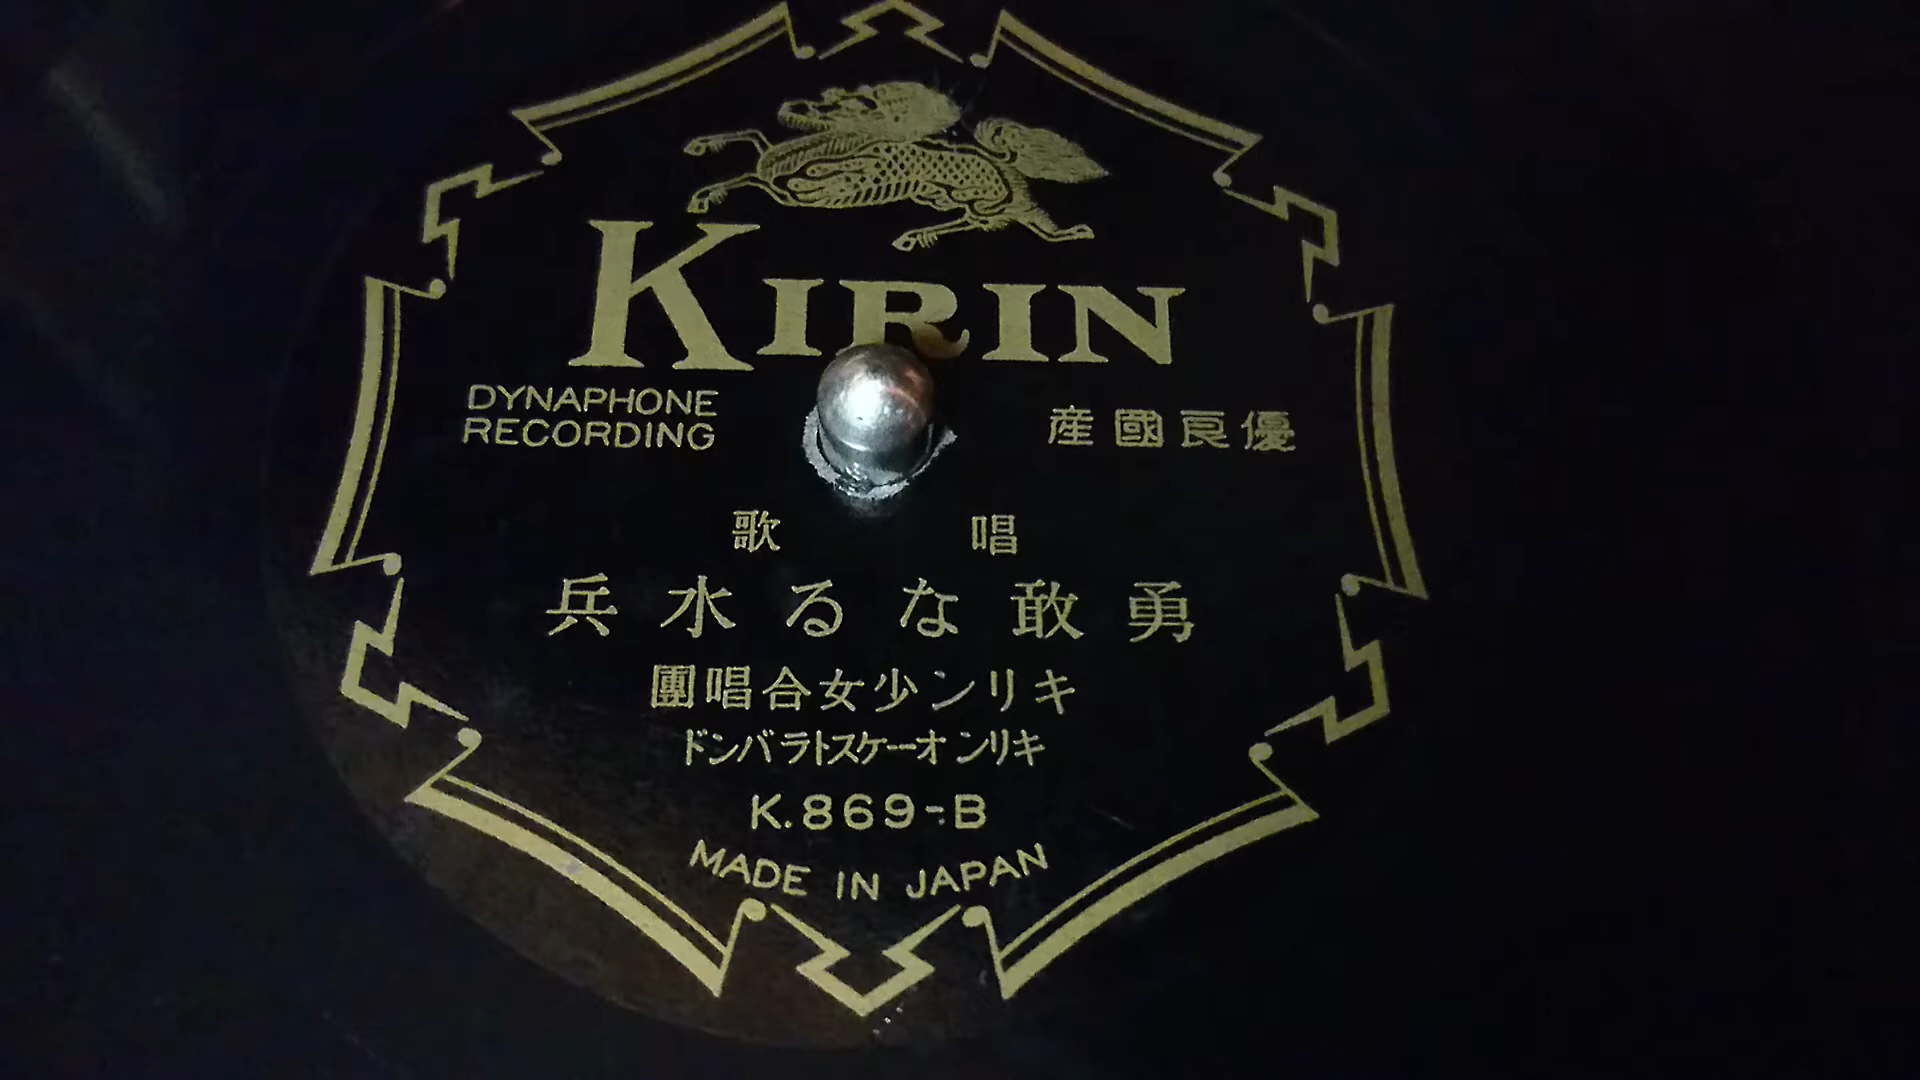 KIRIN
DYNAPHONE
RECORDING
優良國産
唱歌
勇敢なる水兵
キリン少女合唱團
キリンオーケストラバンド
K.869-B
MADE IN JAPAN